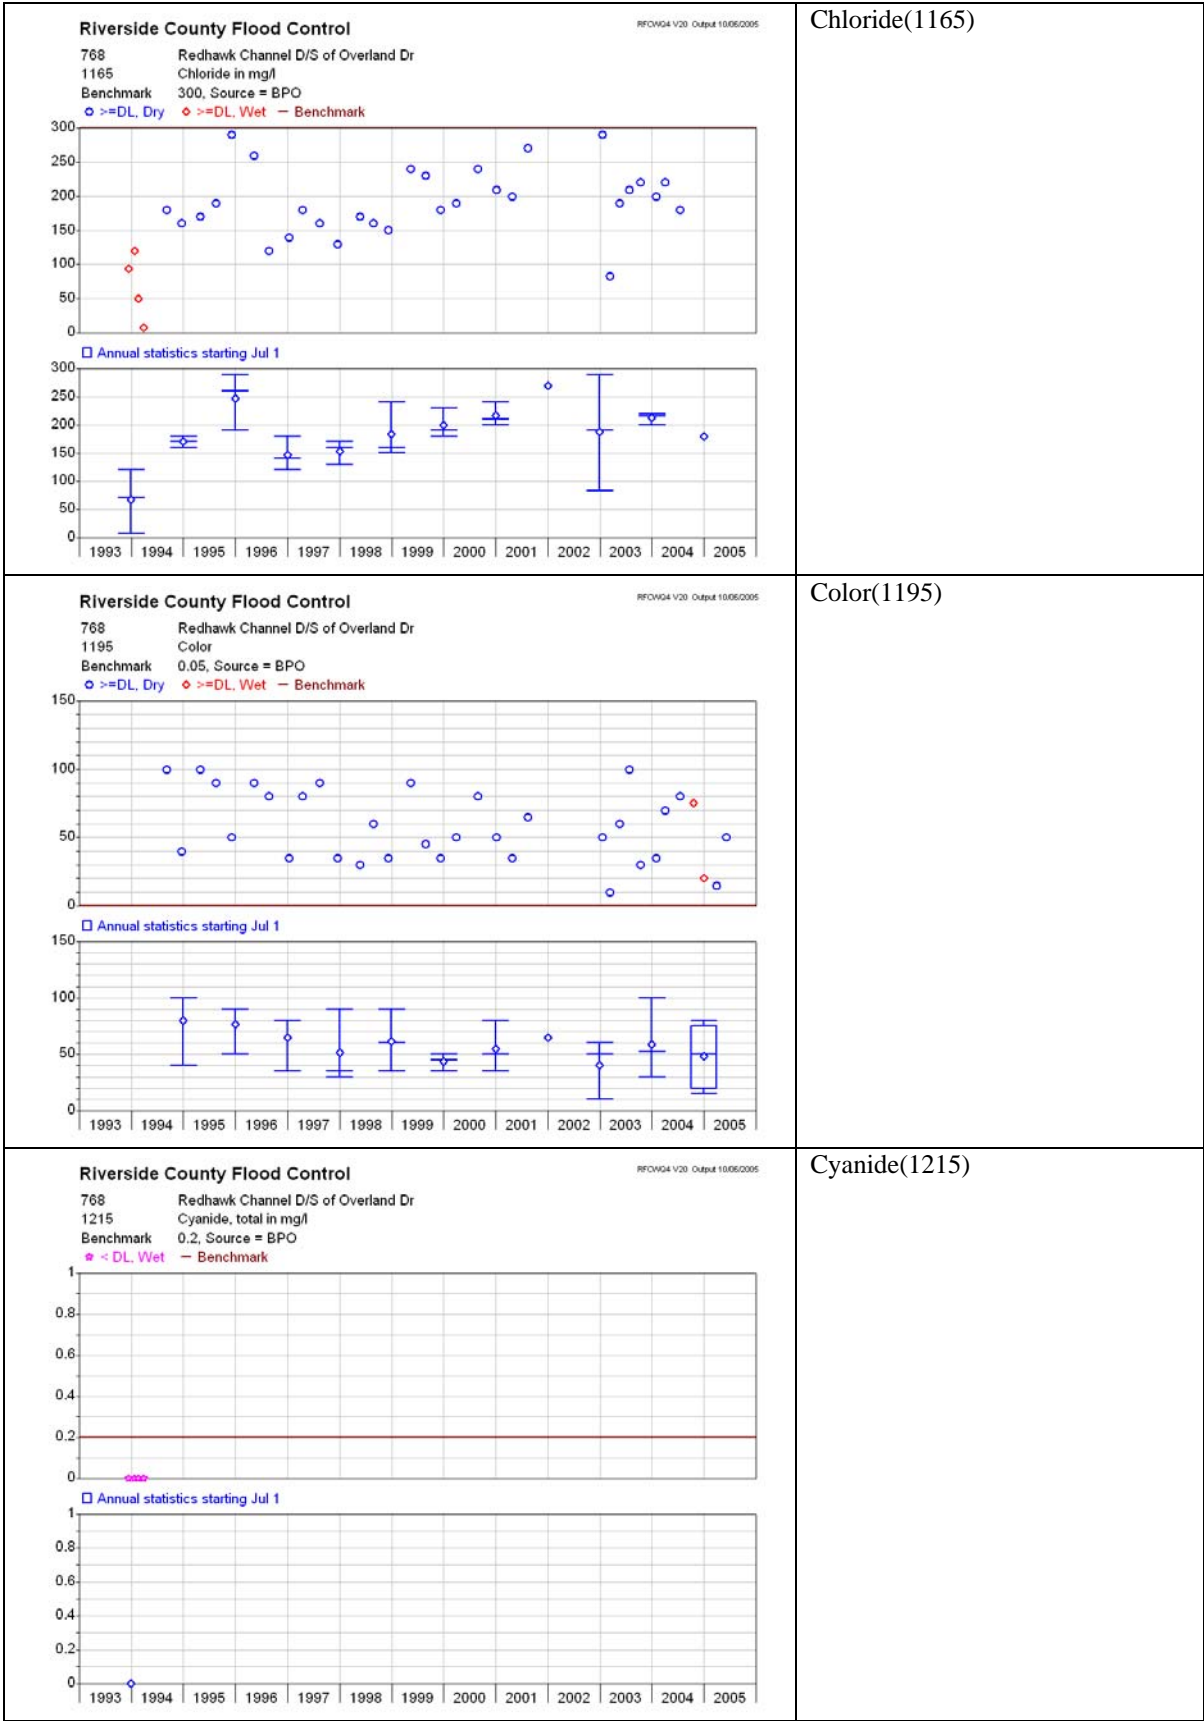 Riverside County Flood Control
RFCWQ4 V20 Output 10/06/2005
768 Redhawk Channel D/S of Overland Dr
1165 Chloride in mg/l
Benchmark 300, Source = BPO
>=DL, Dry >=DL, Wet Benchmark
300
250
200
150
100
50
0
Annual statistics starting Jul 1
300
250
200
150
100
50
0
1993 1994 1995 1996 1997 1998 1999 2000 2001 2002 2003 2004 2005
Chloride(1165)
Riverside County Flood Control
RFCWQ4 V20 Output 10/06/2005
768 Redhawk Channel D/S of Overland Dr
1195 Color
Benchmark 0.05, Source = BPO
>=DL, Dry >=DL, Wet Benchmark
150
100
50
0
Annual statistics starting Jul 1
150
100
50
0
1993 1994 1995 1996 1997 1998 1999 2000 2001 2002 2003 2004 2005
Color(1195)
Riverside County Flood Control
RFCWQ4 V20 Output 10/06/2005
768 Redhawk Channel D/S of Overland Dr
1215 Cyanide, total in mg/l
Benchmark 0.2, Source = BPO
< DL, Wet Benchmark
1
0.8
0.6
0.4
0.2
0
Annual statistics starting Jul 1
1
0.8
0.6
0.4
0.2
0
1993 1994 1995 1996 1997 1998 1999 2000 2001 2002 2003 2004 2005
Cyanide(1215)